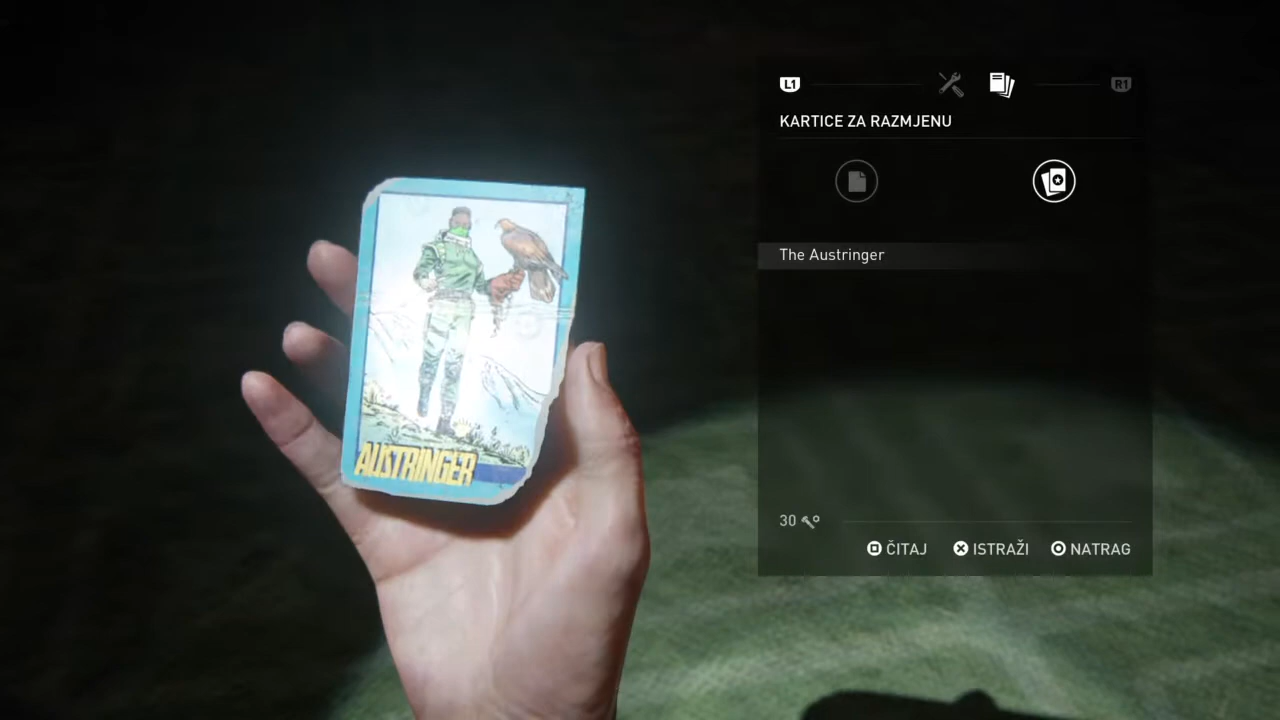 L1
R1
KARTICE ZA RAZMJENU
The Austringer
AUSTRINGER
30
ČITAJ
ISTRAŽI
NATRAG